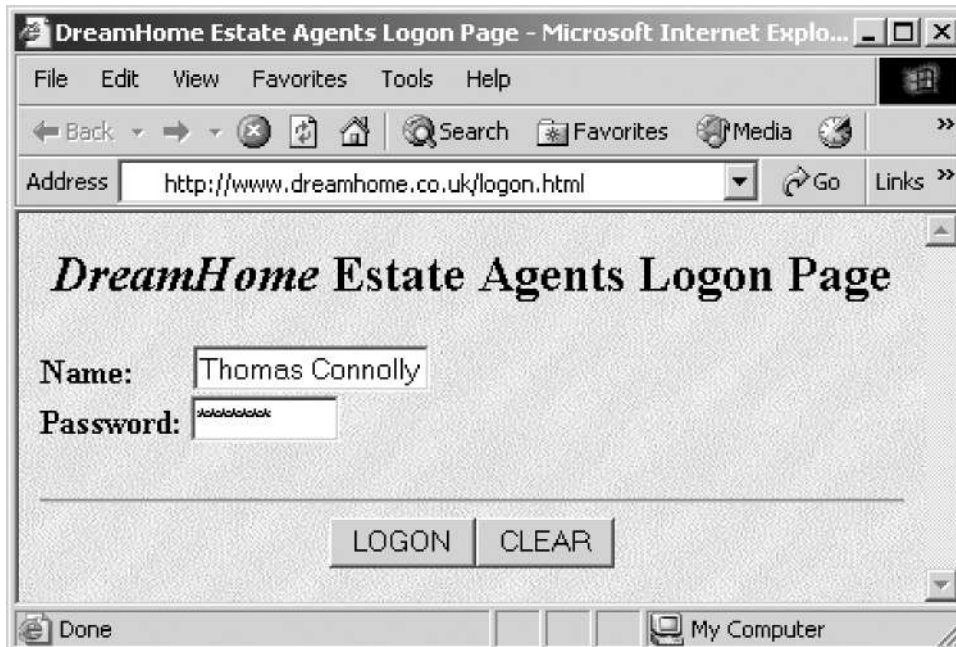 DreamHome Estate Agents Logon Page - Microsoft Internet Explo...
File Edit View Favorites Tools Help
Back Search Favorites Media »
Address http://www.dreamhome.co.uk/logon.html Go Links »
DreamHome Estate Agents Logon Page
Name: Thomas Connolly
Password: ********
LOGON CLEAR
Done My Computer